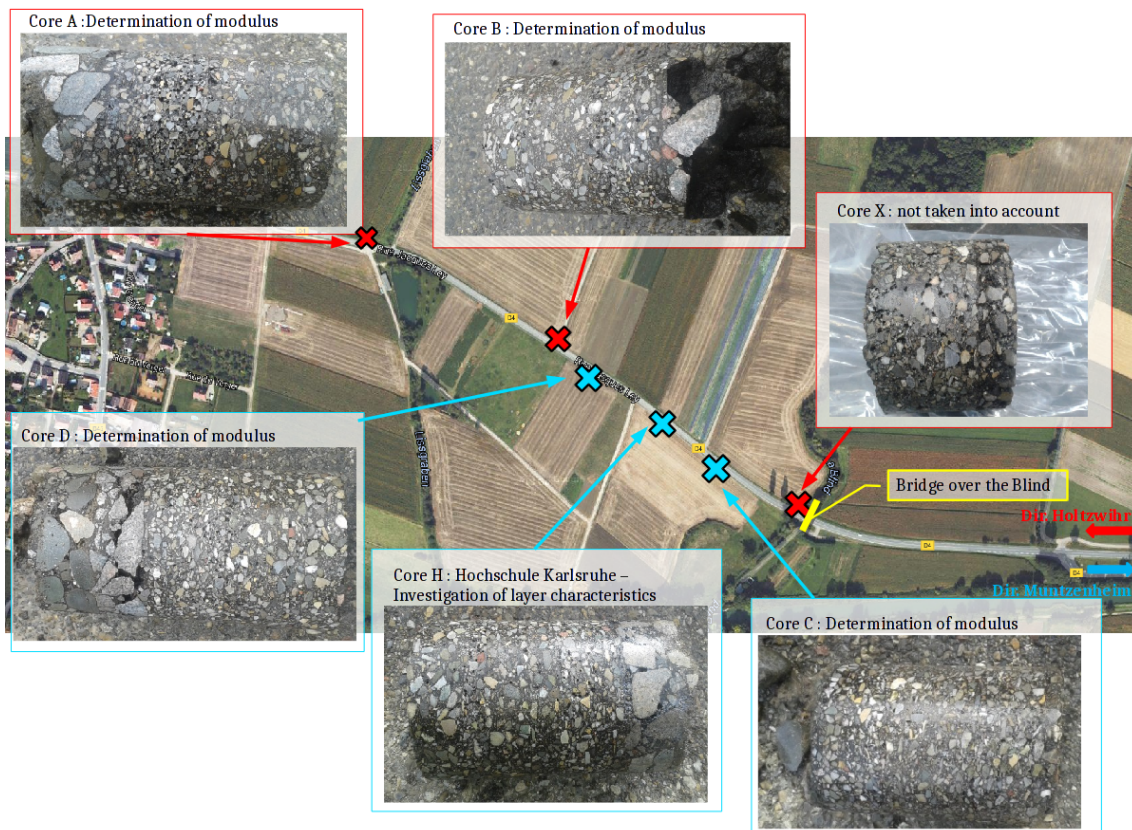 Core A :Determination of modulus
Core B : Determination of modulus
Core X : not taken into account
D4
D4
Core D : Determination of modulus
Bridge over the Blind
Dir. Holtzwihr
D4
D4
Dir. Muntzenheim
Core H : Hochschule Karlsruhe –
Investigation of layer characteristics
Core C : Determination of modulus